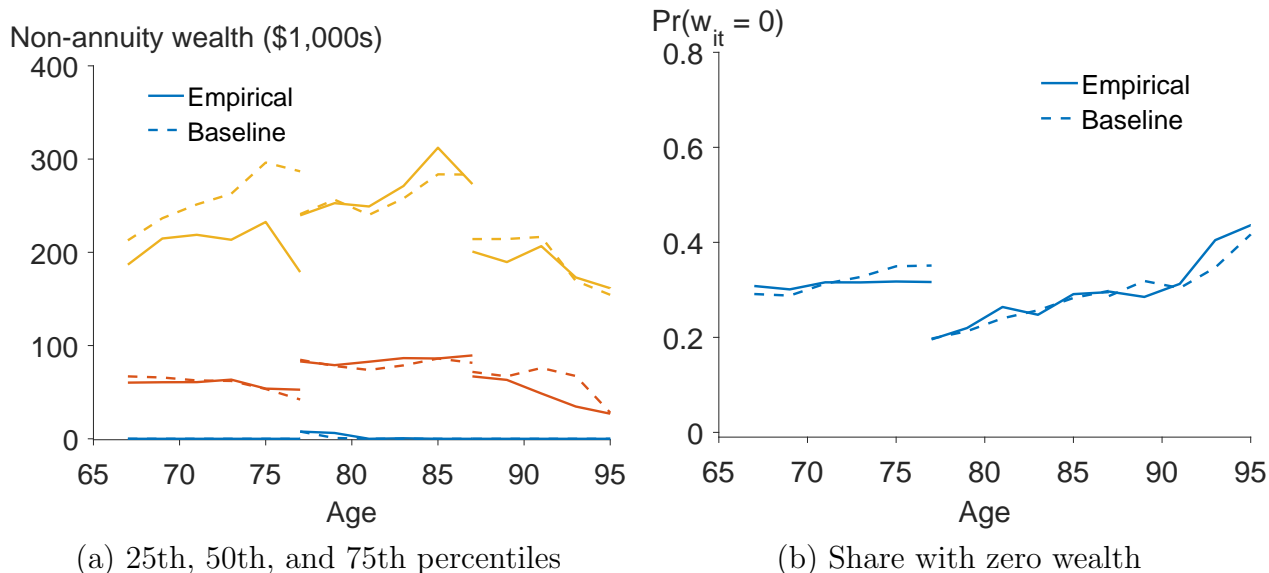 Non-annuity wealth ($1,000s)
400
300
200
100
0
65 70 75 80 85 90 95
Age
Empirical
Baseline
(a) 25th, 50th, and 75th percentiles
Pr(w_it = 0)
0.8
0.6
0.4
0.2
0
65 70 75 80 85 90 95
Age
Empirical
Baseline
(b) Share with zero wealth